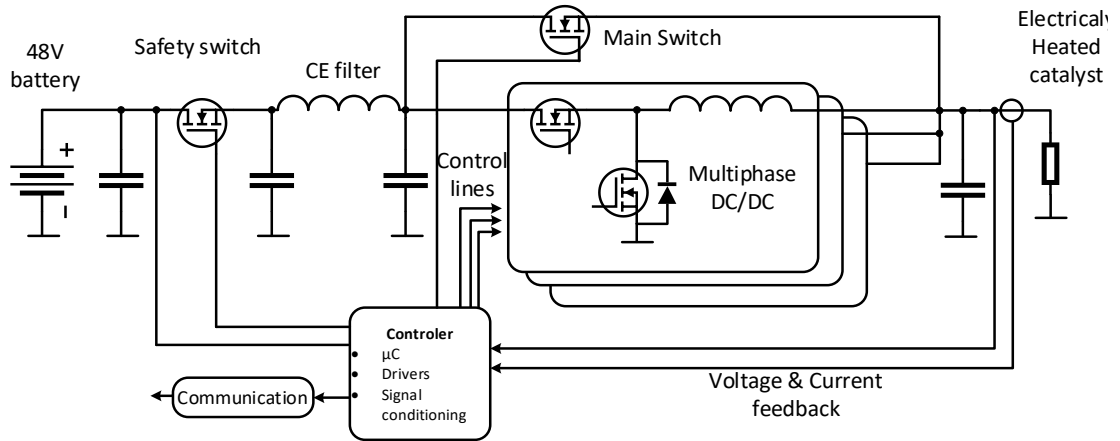 48V
battery
Safety switch
CE filter
Main Switch
Electricaly
Heated
catalyst
Control
lines
Multiphase
DC/DC
Controler
• µC
• Drivers
• Signal
conditioning
Communication
Voltage & Current
feedback